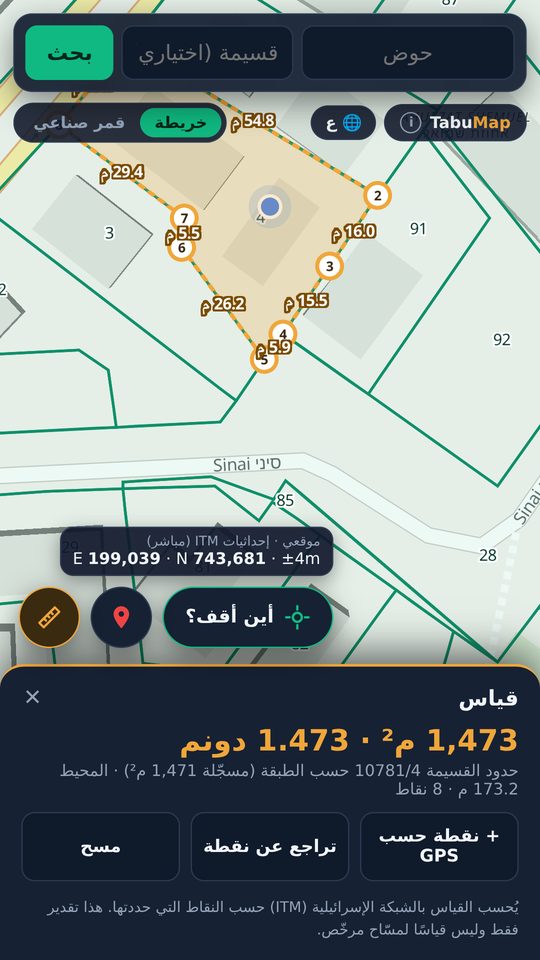 87
حوض
قسيمة (اختياري
بحث
TabuMap
i
ع
خريطة
قمر صناعي
54.8 م
29.4 م
2
7
4
5.5 م
16.0 م
91
3
6
3
26.2 م
15.5 م
4
5.9 م
5
92
Sinai סיני
Sinai
85
28
29
موقعي · إحداثيات ITM (مباشر)
E 199,039 · N 743,681 · ±4m
أين أقف؟
قياس
×
1,473 م² · 1.473 دونم
حدود القسيمة 10781/4 حسب الطبقة (مسجّلة 1,471 م²) · المحيط
173.2 م · 8 نقاط
+ نقطة حسب
GPS
تراجع عن نقطة
مسح
يُحسب القياس بالشبكة الإسرائيلية (ITM) حسب النقاط التي حددتها. هذا تقدير
فقط وليس قياسًا لمسّاح مرخّص.